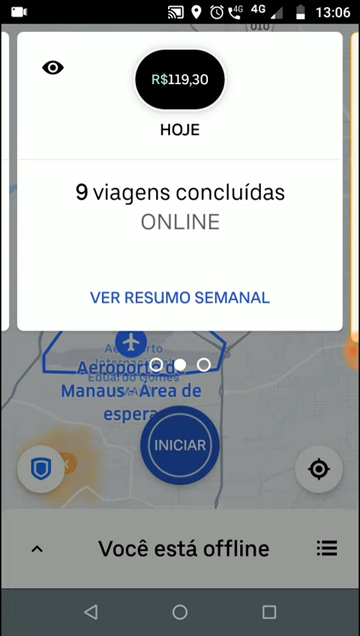 4G 4G 13:06
R$119,30
HOJE
9 viagens concluídas
ONLINE
VER RESUMO SEMANAL
Aeroporto
Internacional
Eduardo Gomes
Aeroporto de
Manaus - Área de
espera
INICIAR
Você está offline